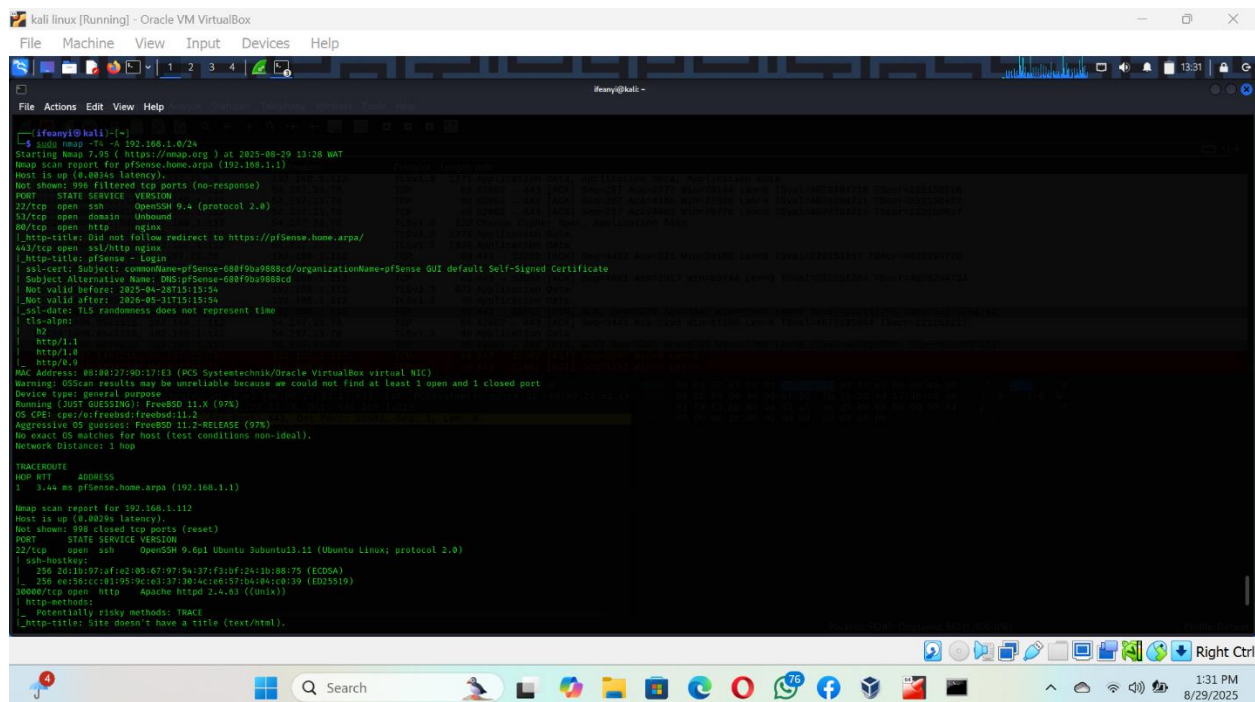 kali linux [Running] - Oracle VM VirtualBox
File Machine View Input Devices Help
1 2 3 4
13:31
ifeanyi@kali: ~
File Actions Edit View Help
(ifeanyi㉿kali)-[~]
$ sudo nmap -T4 -A 192.168.1.0/24
Starting Nmap 7.95 ( https://nmap.org ) at 2025-08-29 13:28 WAT
Nmap scan report for pfSense.home.arpa (192.168.1.1)
Host is up (0.0034s latency).
Not shown: 996 filtered tcp ports (no-response)
PORT STATE SERVICE VERSION
22/tcp open ssh OpenSSH 9.4 (protocol 2.0)
53/tcp open domain Unbound
80/tcp open http nginx
|_http-title: Did not follow redirect to https://pfSense.home.arpa/
443/tcp open ssl/http nginx
|_http-title: pfSense - Login
| ssl-cert: Subject: commonName=pfSense-680f9ba9888cd/organizationName=pfSense GUI default Self-Signed Certificate
| Subject Alternative Name: DNS:pfSense-680f9ba9888cd
| Not valid before: 2025-04-28T15:15:54
|_Not valid after: 2026-05-31T15:15:54
|_ssl-date: TLS randomness does not represent time
| tls-alpn:
| h2
| http/1.1
| http/1.0
|_ http/0.9
MAC Address: 08:00:27:9D:17:E3 (PCS Systemtechnik/Oracle VirtualBox virtual NIC)
Warning: OSScan results may be unreliable because we could not find at least 1 open and 1 closed port
Device type: general purpose
Running (JUST GUESSING): FreeBSD 11.X (97%)
OS CPE: cpe:/o:freebsd:freebsd:11.2
Aggressive OS guesses: FreeBSD 11.2-RELEASE (97%)
No exact OS matches for host (test conditions non-ideal).
Network Distance: 1 hop
TRACEROUTE
HOP RTT ADDRESS
1 3.44 ms pfSense.home.arpa (192.168.1.1)
Nmap scan report for 192.168.1.112
Host is up (0.0029s latency).
Not shown: 998 closed tcp ports (reset)
PORT STATE SERVICE VERSION
22/tcp open ssh OpenSSH 9.6p1 Ubuntu 3ubuntu13.11 (Ubuntu Linux; protocol 2.0)
| ssh-hostkey:
| 256 2d:1b:97:af:e2:05:67:97:54:37:f3:bf:24:1b:88:75 (ECDSA)
|_ 256 ee:56:cc:01:95:9c:e3:37:30:4c:e6:57:b4:04:c0:39 (ED25519)
30000/tcp open http Apache httpd 2.4.63 ((Unix))
| http-methods:
|_ Potentially risky methods: TRACE
|_http-title: Site doesn't have a title (text/html).
Right Ctrl
4
Search
76
1:31 PM
8/29/2025